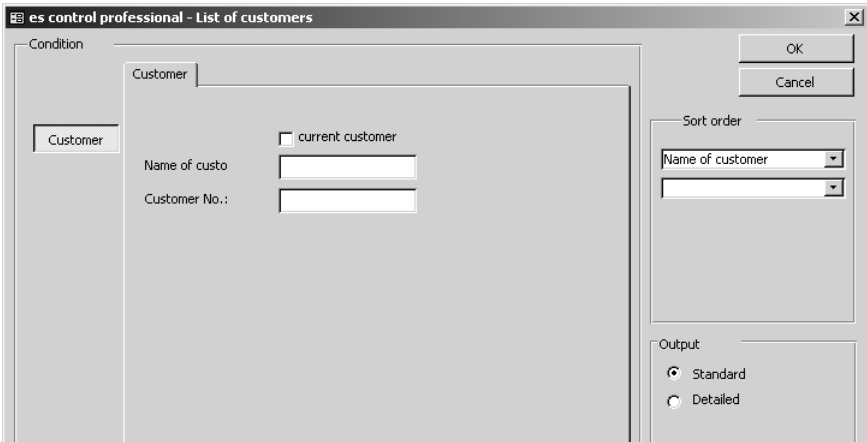 es control professional - List of customers
Condition
OK
Cancel
Customer
Customer
current customer
Name of custo
Customer No.:
Sort order
Name of customer
Output
Standard
Detailed